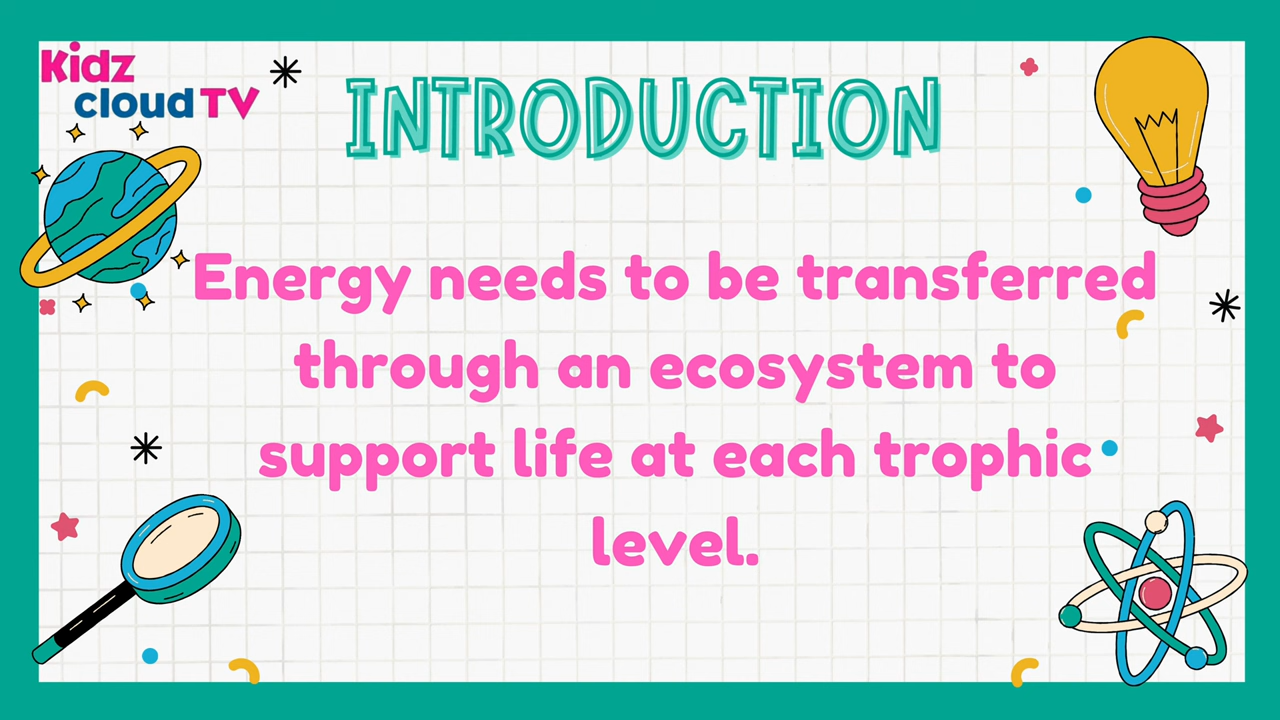 Kidz
cloud TV
INTRODUCTION
Energy needs to be transferred
through an ecosystem to
support life at each trophic
level.